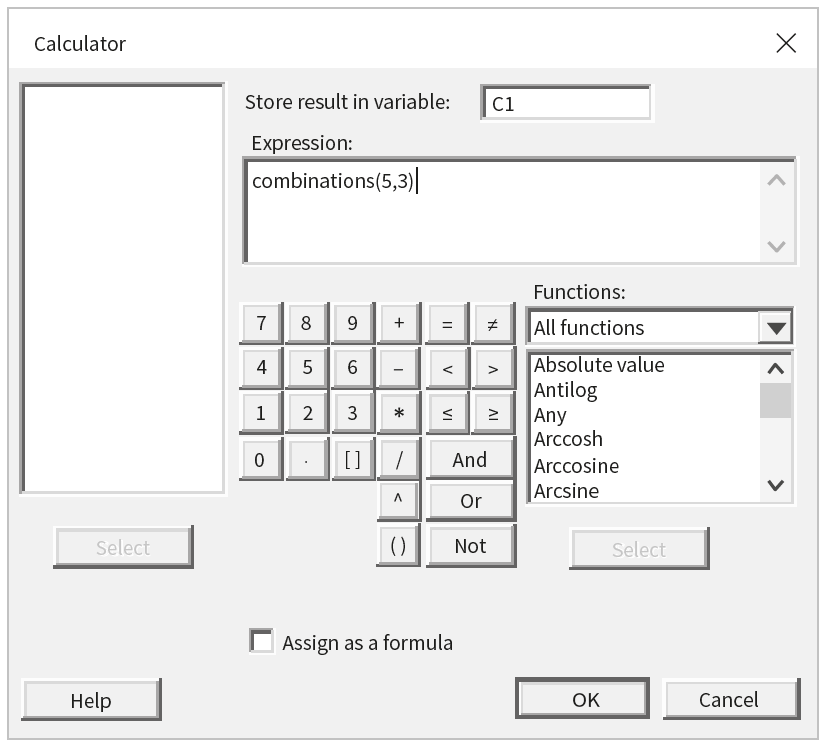 Calculator
Store result in variable: C1
Expression:
combinations(5,3)
Functions:
7 8 9 + = ≠
All functions
4 5 6 − < >
Absolute value
Antilog
1 2 3 * ≤ ≥
Any
Arccosh
0 . [ ] / And
Arccosine
Arcsine
^ Or
( ) Not
Select
Select
Assign as a formula
Help
OK
Cancel